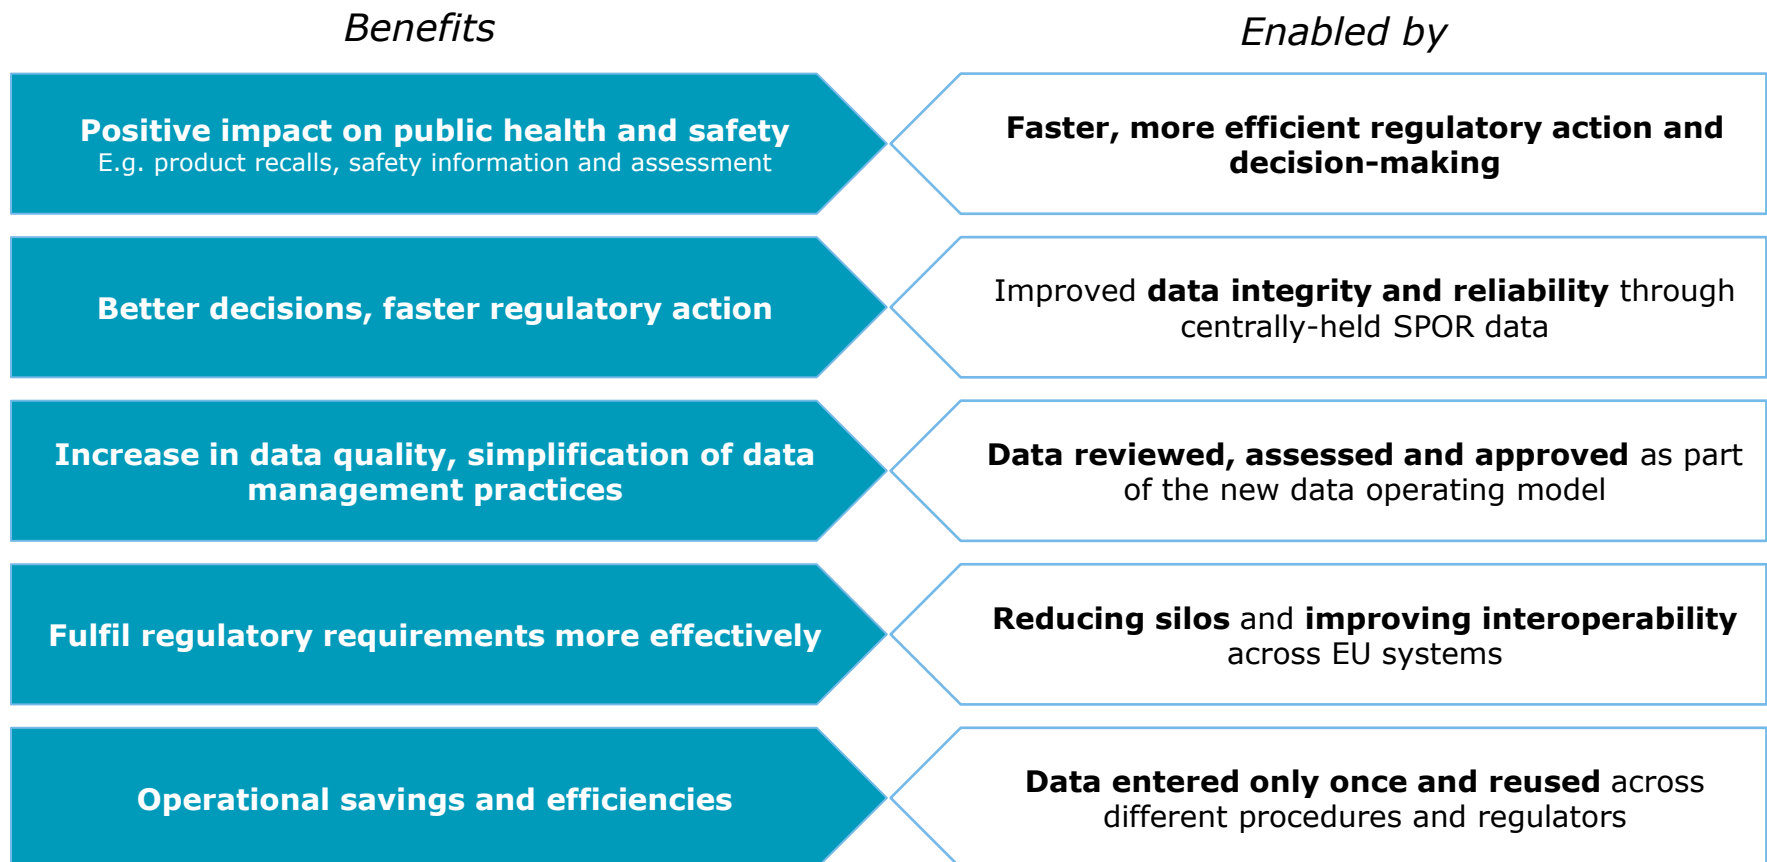 Benefits
Enabled by
Positive impact on public health and safety
E.g. product recalls, safety information and assessment
Faster, more efficient regulatory action and
decision-making
Better decisions, faster regulatory action
Improved data integrity and reliability through
centrally-held SPOR data
Increase in data quality, simplification of data
management practices
Data reviewed, assessed and approved as part
of the new data operating model
Fulfil regulatory requirements more effectively
Reducing silos and improving interoperability
across EU systems
Operational savings and efficiencies
Data entered only once and reused across
different procedures and regulators